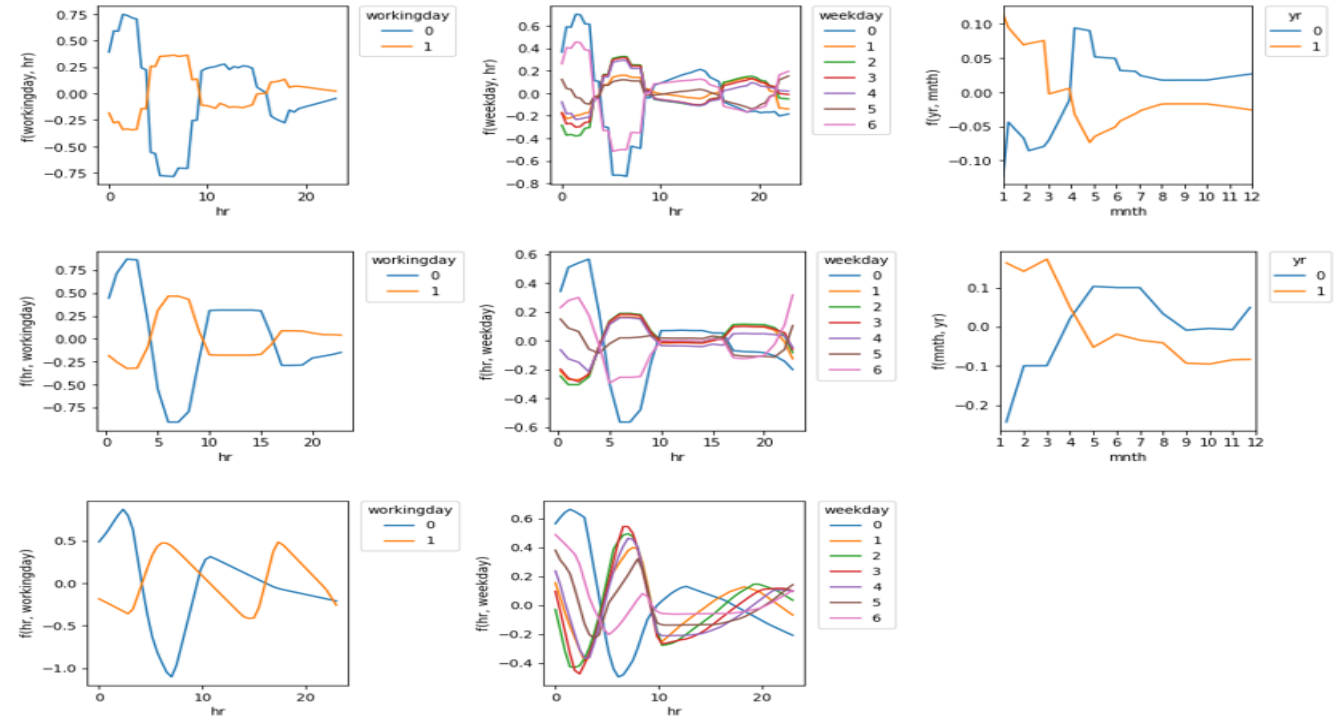 workingday
0
1
0.75
0.50
0.25
0.00
−0.25
−0.50
−0.75
f(workingday, hr)
0 10 20
hr
weekday
0
1
2
3
4
5
6
0.6
0.4
0.2
0.0
−0.2
−0.4
−0.6
−0.8
f(weekday, hr)
0 10 20
hr
yr
0
1
0.10
0.05
0.00
−0.05
−0.10
f(yr, mnth)
1 2 3 4 5 6 7 8 9 10 11 12
mnth
workingday
0
1
0.75
0.50
0.25
0.00
−0.25
−0.50
−0.75
f(hr, workingday)
0 5 10 15 20
hr
weekday
0
1
2
3
4
5
6
0.6
0.4
0.2
0.0
−0.2
−0.4
−0.6
f(hr, weekday)
0 10 20
hr
yr
0
1
0.1
0.0
−0.1
−0.2
f(mnth, yr)
1 2 3 4 5 6 7 8 9 10 11 12
mnth
workingday
0
1
0.5
0.0
−0.5
−1.0
f(hr, workingday)
0 10 20
hr
weekday
0
1
2
3
4
5
6
0.6
0.4
0.2
0.0
−0.2
−0.4
f(hr, weekday)
0 10 20
hr